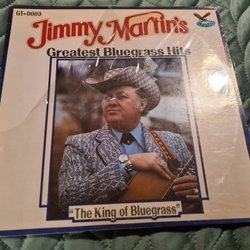 GT-0003
Jimmy Martin's
Greatest Bluegrass Hits
"The King of Bluegrass"